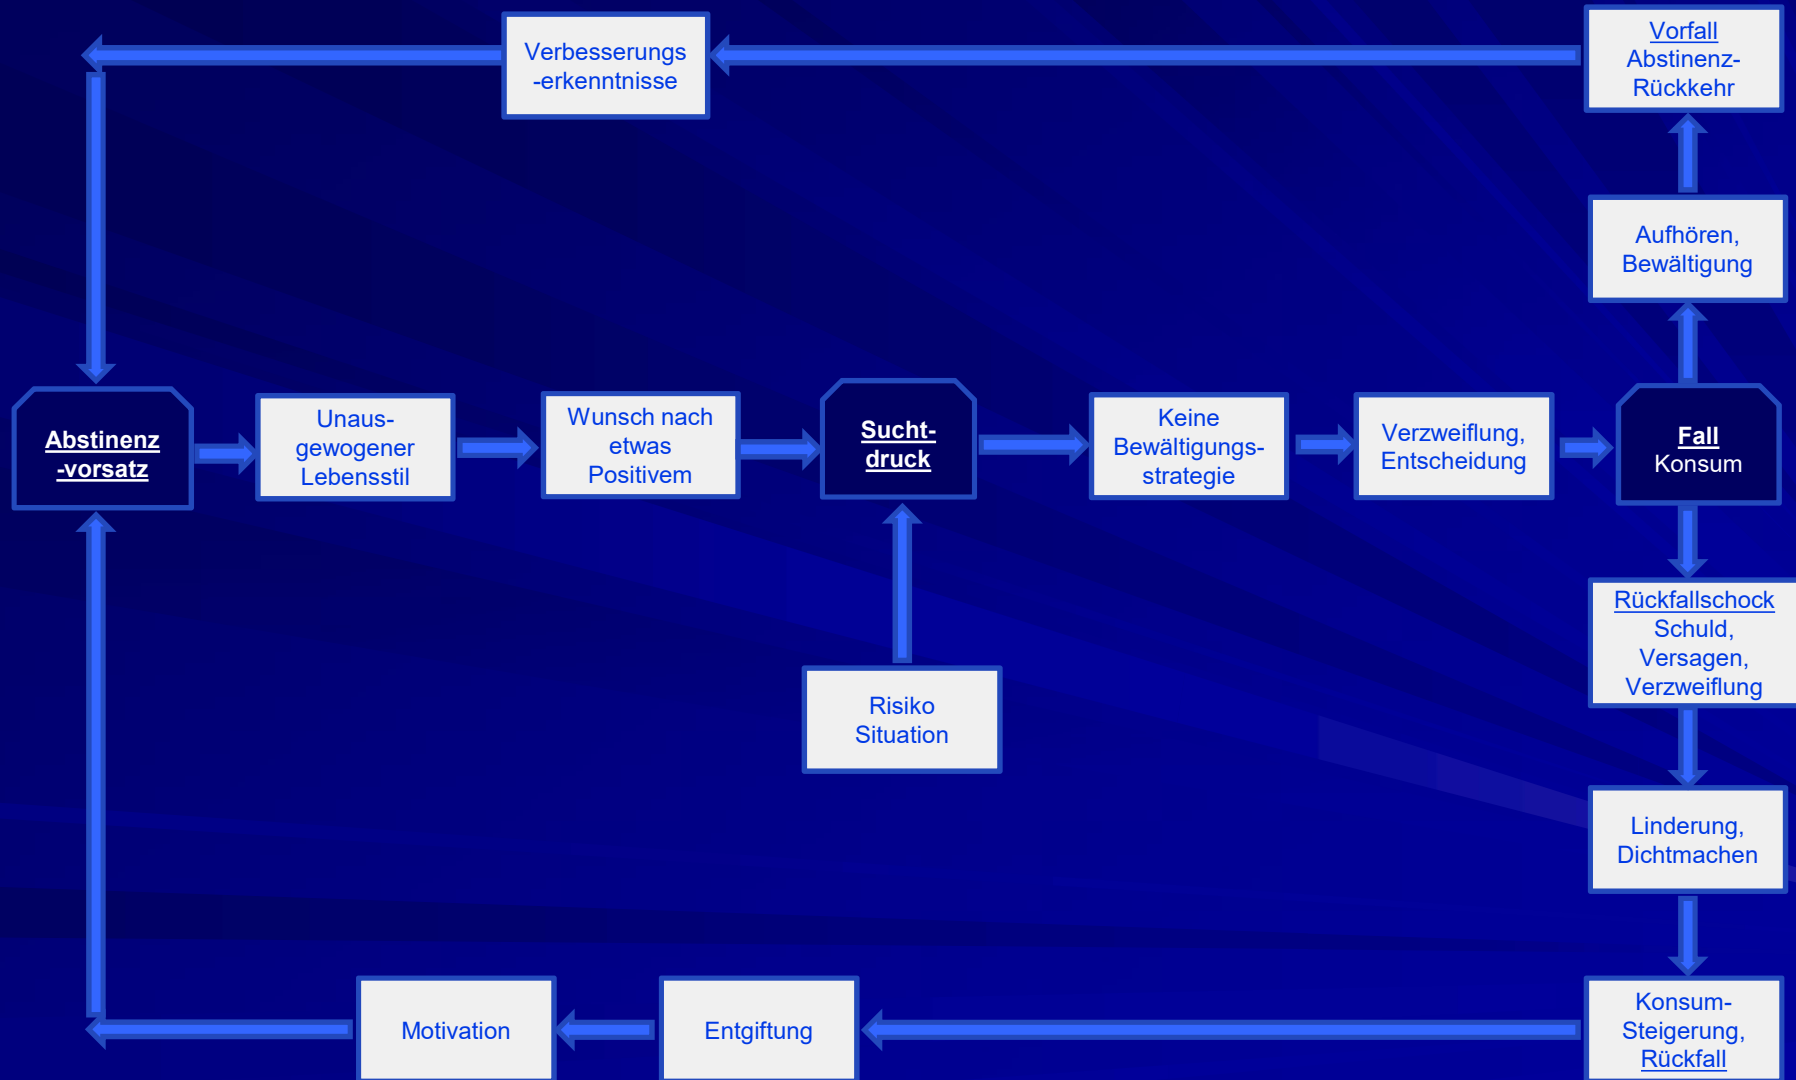 Verbesserungs
-erkenntnisse
Vorfall
Abstinenz-
Rückkehr
Aufhören,
Bewältigung
Abstinenz
-vorsatz
Unaus-
gewogener
Lebensstil
Wunsch nach
etwas
Positivem
Sucht-
druck
Keine
Bewältigungs-
strategie
Verzweiflung,
Entscheidung
Fall
Konsum
Rückfallschock
Schuld,
Versagen,
Verzweiflung
Risiko
Situation
Linderung,
Dichtmachen
Motivation
Entgiftung
Konsum-
Steigerung,
Rückfall